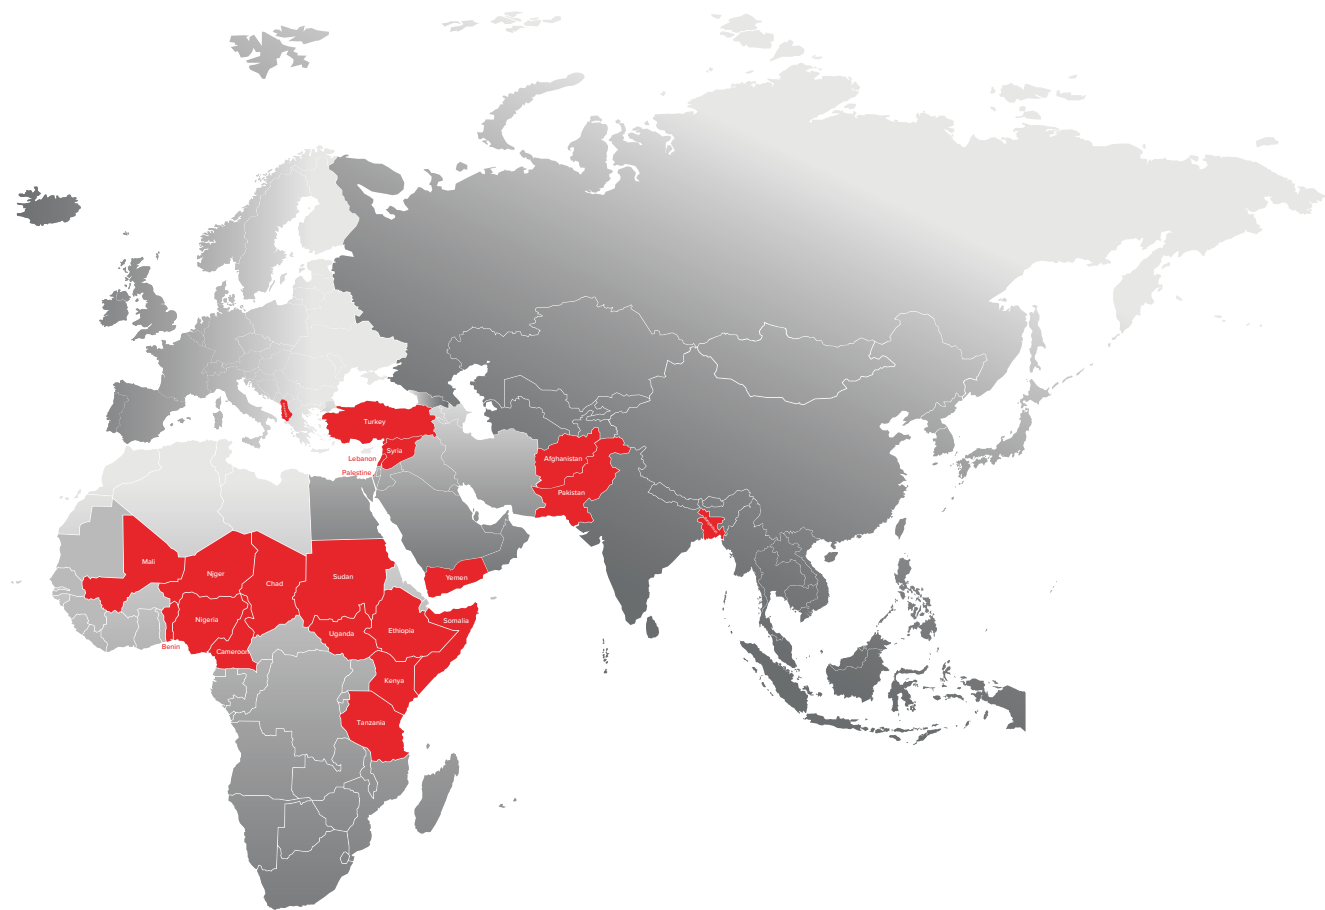 Turkey
Syria
Lebanon
Afghanistan
Palestine
Pakistan
Mali
Niger
Sudan
Yemen
Chad
Nigeria
Somalia
Ethiopia
Uganda
Benin
Cameroon
Kenya
Tanzania